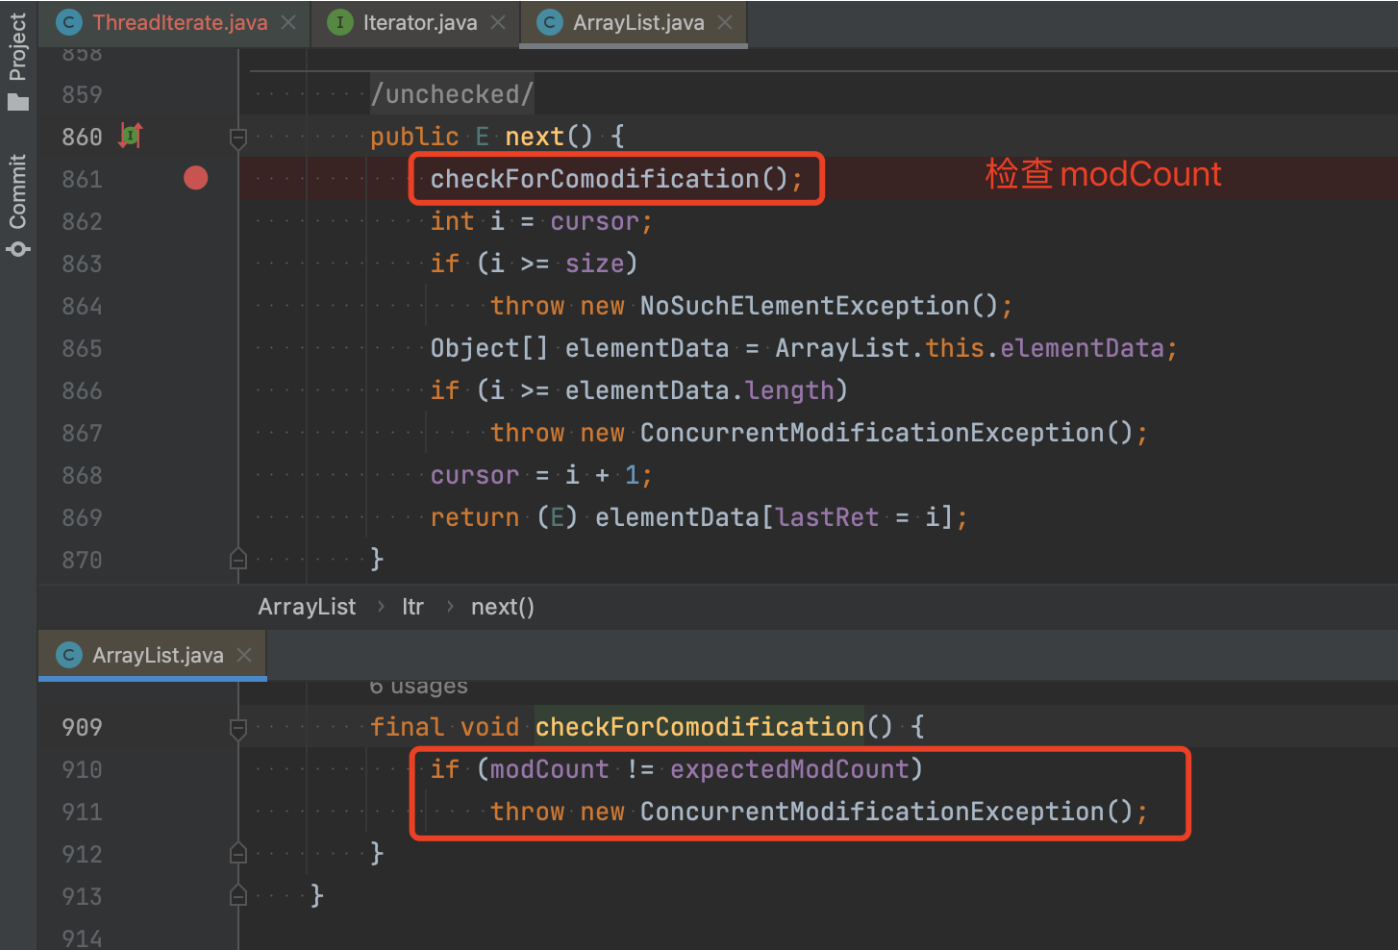 Project
Commit
ThreadIterate.java
Iterator.java
ArrayList.java
858
859 /unchecked/
860 public E next() {
861 checkForComodification(); 检查 modCount
862 int i = cursor;
863 if (i >= size)
864 throw new NoSuchElementException();
865 Object[] elementData = ArrayList.this.elementData;
866 if (i >= elementData.length)
867 throw new ConcurrentModificationException();
868 cursor = i + 1;
869 return (E) elementData[lastRet = i];
870 }
ArrayList › Itr › next()
ArrayList.java
6 usages
909 final void checkForComodification() {
910 if (modCount != expectedModCount)
911 throw new ConcurrentModificationException();
912 }
913 }
914